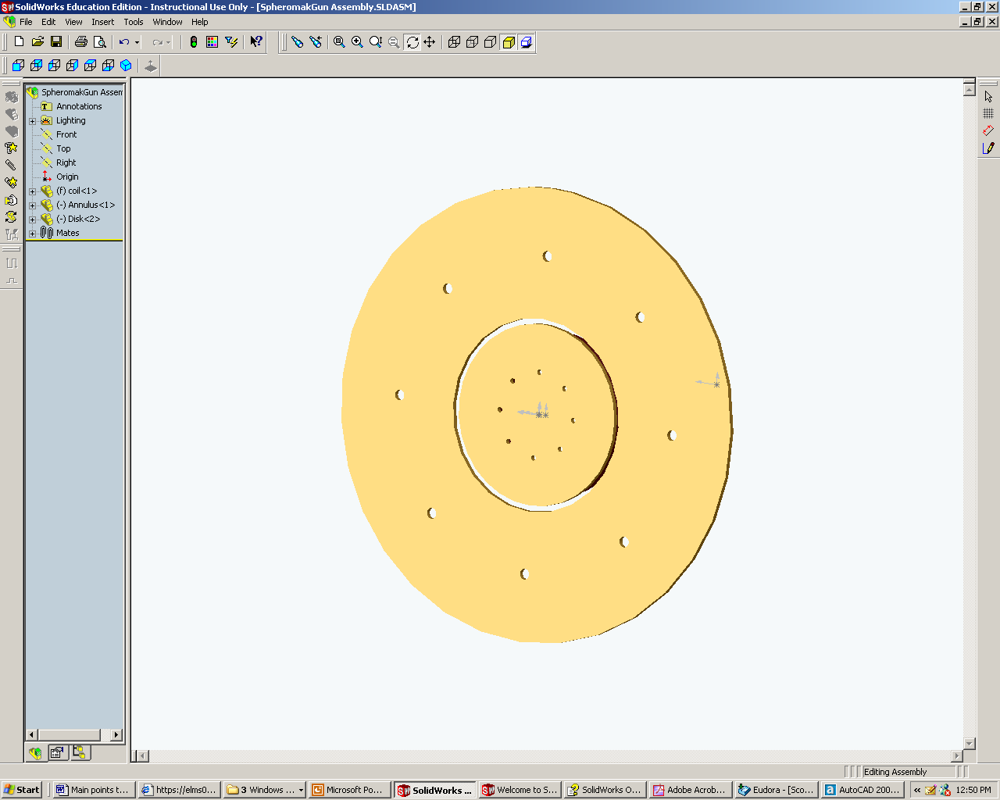 SolidWorks Education Edition - Instructional Use Only - [SpheromakGun Assembly.SLDASM]
File Edit View Insert Tools Window Help
SpheromakGun Assem
Annotations
Lighting
Front
Top
Right
Origin
(f) coil<1>
(-) Annulus<1>
(-) Disk<2>
Mates
Editing Assembly
Start
Main points t...
https://elms0...
3 Windows ...
Microsoft Po...
SolidWorks ...
Welcome to S...
SolidWorks O...
Adobe Acrob...
Eudora - [Sco...
AutoCAD 200...
12:50 PM